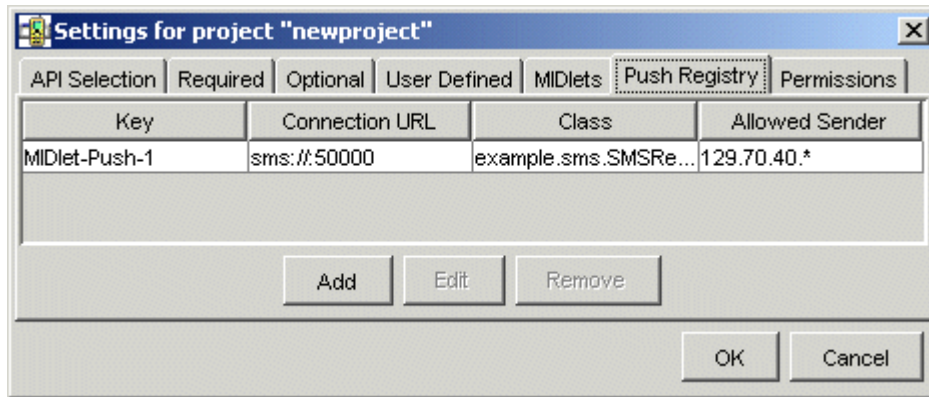 Settings for project "newproject"
API Selection Required Optional User Defined MIDlets Push Registry Permissions
Key Connection URL Class Allowed Sender
MIDlet-Push-1 sms://:50000 example.sms.SMSRe... 129.70.40.*
Add Edit Remove
OK Cancel